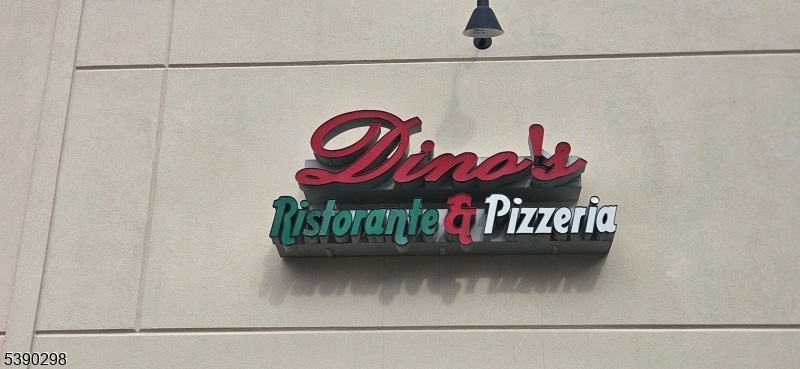 Dino's
Ristorante & Pizzeria
5390298